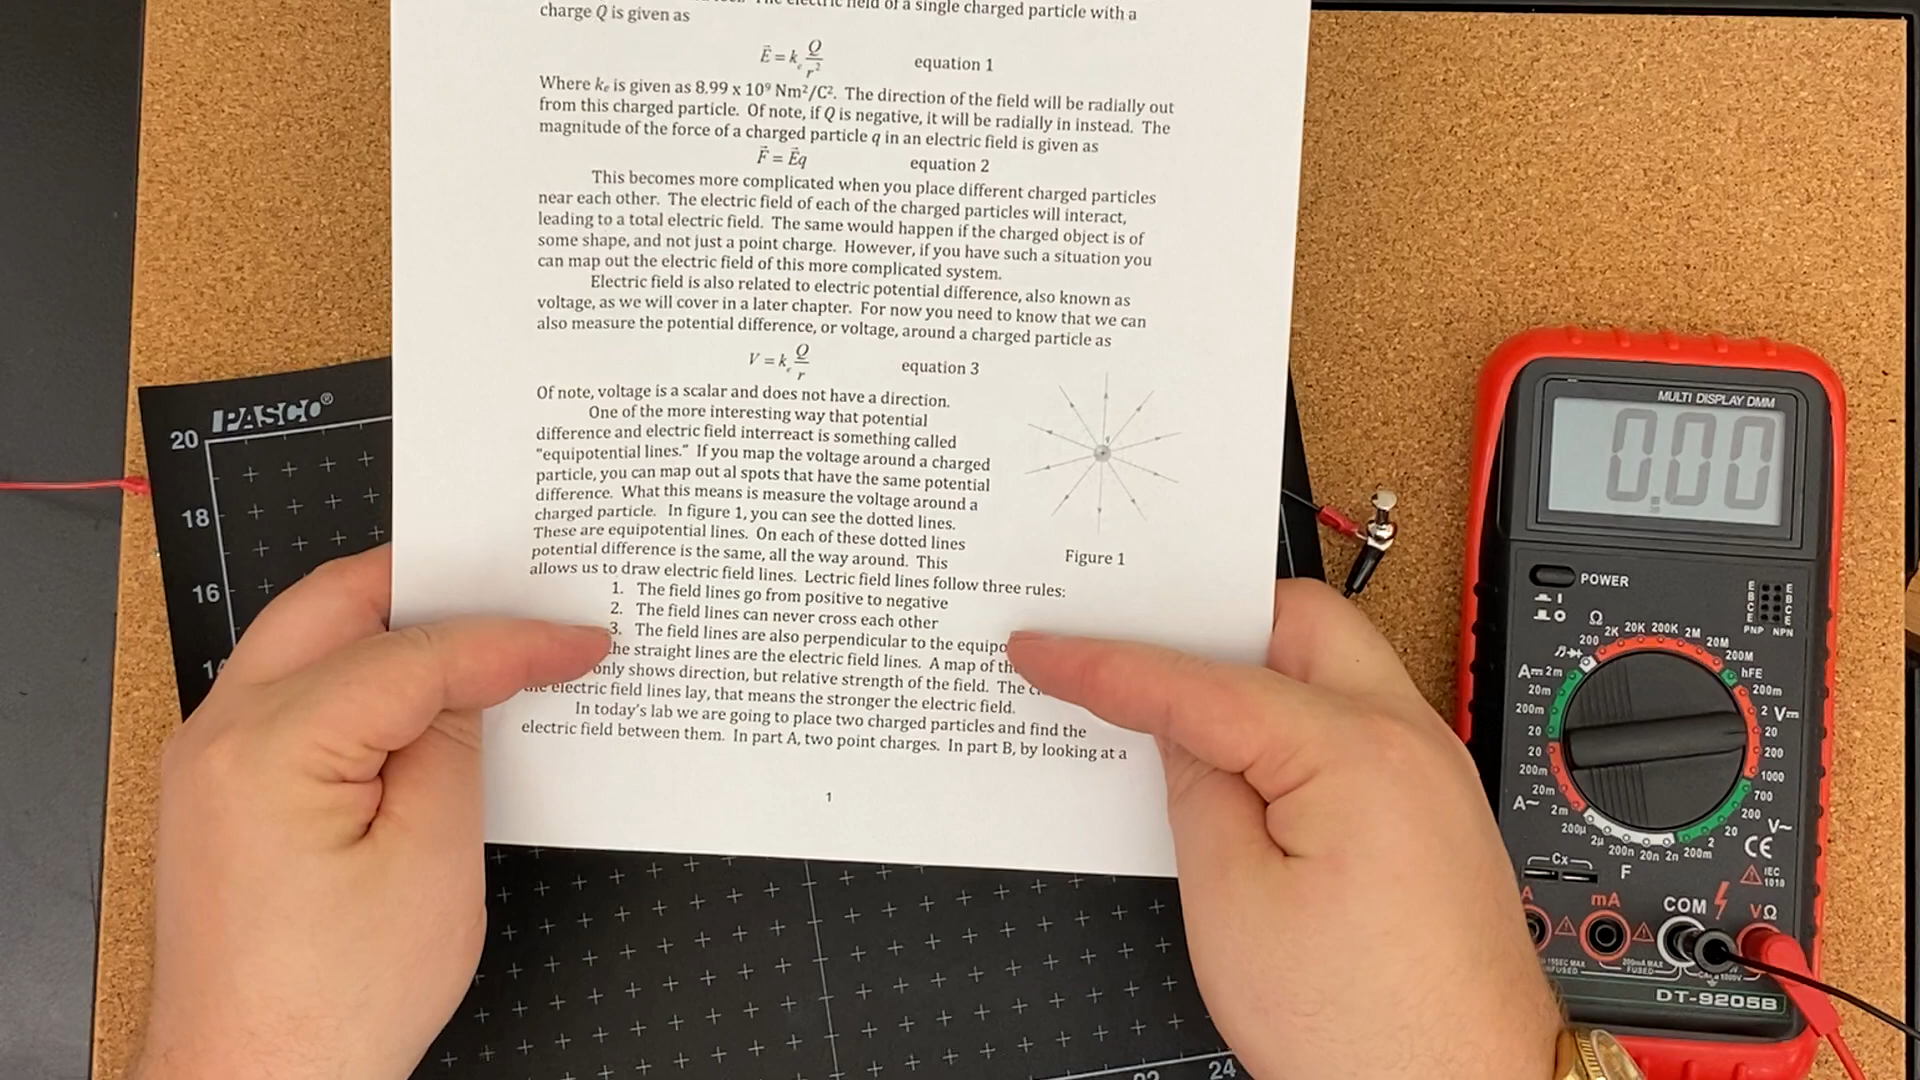 electric field of a single charged particle with a
charge Q is given as
E⃗ = kₑ Q/r² equation 1
Where kₑ is given as 8.99 x 10⁹ Nm²/C². The direction of the field will be radially out
from this charged particle. Of note, if Q is negative, it will be radially in instead. The
magnitude of the force of a charged particle q in an electric field is given as
F⃗ = E⃗q equation 2
This becomes more complicated when you place different charged particles
near each other. The electric field of each of the charged particles will interact,
leading to a total electric field. The same would happen if the charged object is of
some shape, and not just a point charge. However, if you have such a situation you
can map out the electric field of this more complicated system.
Electric field is also related to electric potential difference, also known as
voltage, as we will cover in a later chapter. For now you need to know that we can
also measure the potential difference, or voltage, around a charged particle as
V = kₑ Q/r equation 3
Of note, voltage is a scalar and does not have a direction.
One of the more interesting way that potential
difference and electric field interreact is something called
"equipotential lines." If you map the voltage around a charged
particle, you can map out al spots that have the same potential
difference. What this means is measure the voltage around a
charged particle. In figure 1, you can see the dotted lines.
These are equipotential lines. On each of these dotted lines
potential difference is the same, all the way around. This
allows us to draw electric field lines. Lectric field lines follow three rules:
Figure 1
1. The field lines go from positive to negative
2. The field lines can never cross each other
3. The field lines are also perpendicular to the equipo
he straight lines are the electric field lines. A map of th
only shows direction, but relative strength of the field. The
electric field lines lay, that means the stronger the electric field.
In today's lab we are going to place two charged particles and find the
electric field between them. In part A, two point charges. In part B, by looking at a
1
PASCO®
20
18
16
22
24
MULTI DISPLAY DMM
0.00
POWER
I
O
E B C E
E B C E
PNP NPN
Ω
200 2K 20K 200K 2M 20M 200M
hFE
A⎓ 2m
20m
200m
20
20
200m
20m
2m
A~
200µ
200m
2 V⎓
20
200
1000
700
200 V~
20
2
200m
2µ 200n 20n 2n
F
Cx
CE
IEC
1010
A mA COM VΩ
200mA MAX
FUSED
DT-9205B